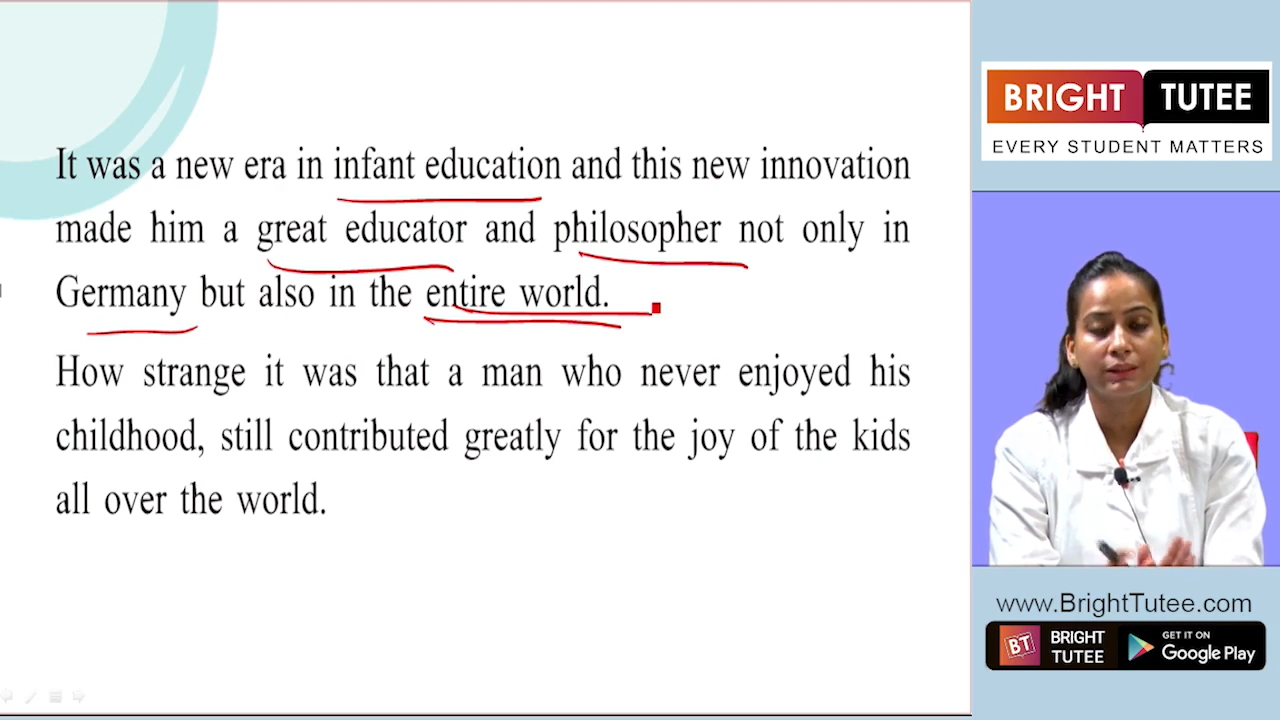 It was a new era in infant education and this new innovation
made him a great educator and philosopher not only in
Germany but also in the entire world.
How strange it was that a man who never enjoyed his
childhood, still contributed greatly for the joy of the kids
all over the world.
BRIGHT TUTEE
EVERY STUDENT MATTERS
www.BrightTutee.com
BT
BRIGHT
TUTEE
GET IT ON
Google Play